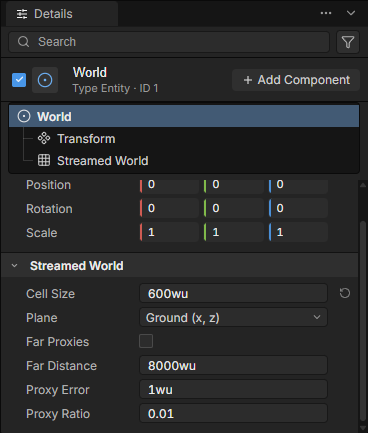 Details
Search
World
Type Entity · ID 1
+ Add Component
World
Transform
Streamed World
Position 0 0 0
Rotation 0 0 0
Scale 1 1 1
Streamed World
Cell Size 600wu
Plane Ground (x, z)
Far Proxies
Far Distance 8000wu
Proxy Error 1wu
Proxy Ratio 0.01